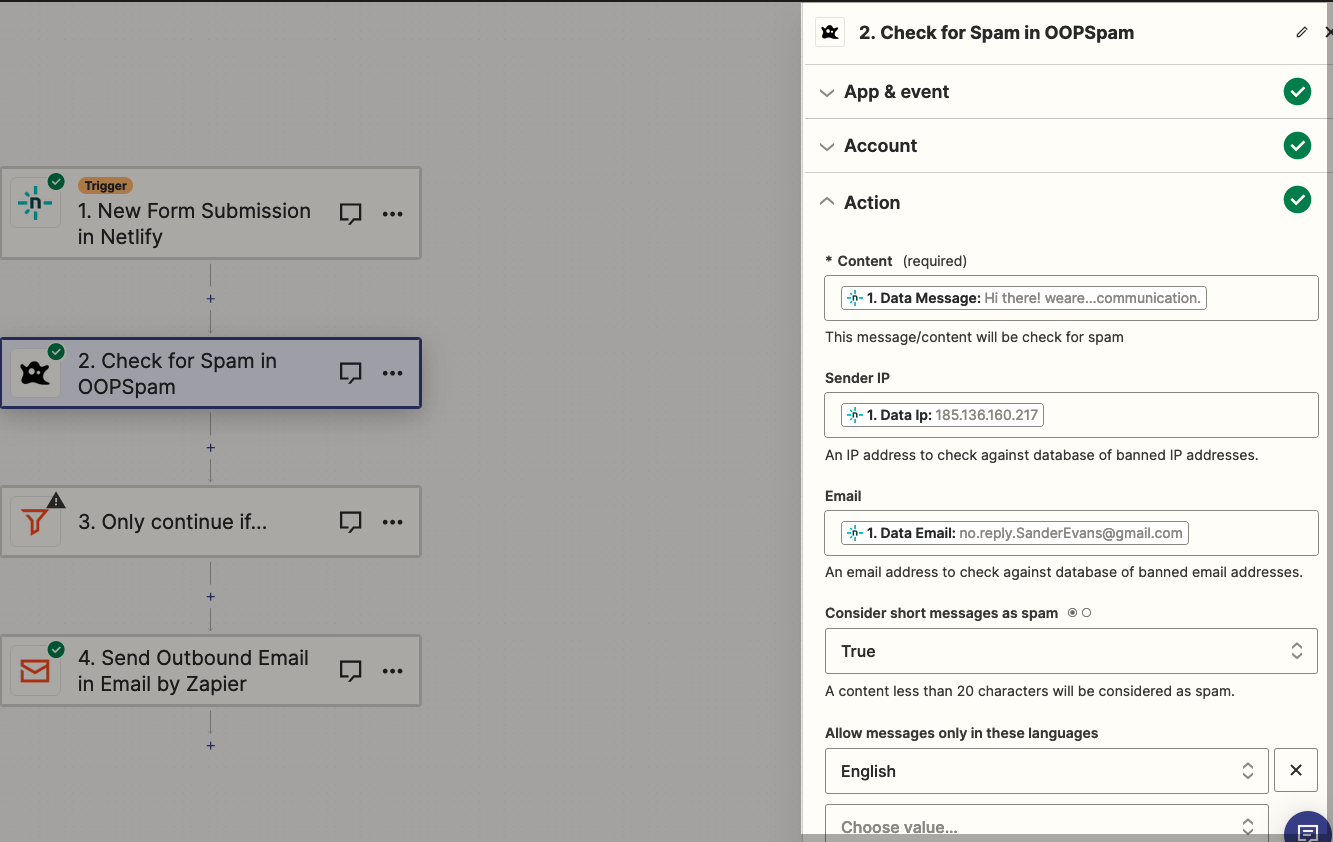 Trigger
1. New Form Submission
in Netlify
2. Check for Spam in
OOPSpam
3. Only continue if...
4. Send Outbound Email
in Email by Zapier
2. Check for Spam in OOPSpam
App & event
Account
Action
* Content (required)
1. Data Message: Hi there! weare...communication.
This message/content will be check for spam
Sender IP
1. Data Ip: 185.136.160.217
An IP address to check against database of banned IP addresses.
Email
1. Data Email: no.reply.SanderEvans@gmail.com
An email address to check against database of banned email addresses.
Consider short messages as spam
True
A content less than 20 characters will be considered as spam.
Allow messages only in these languages
English
Choose value...